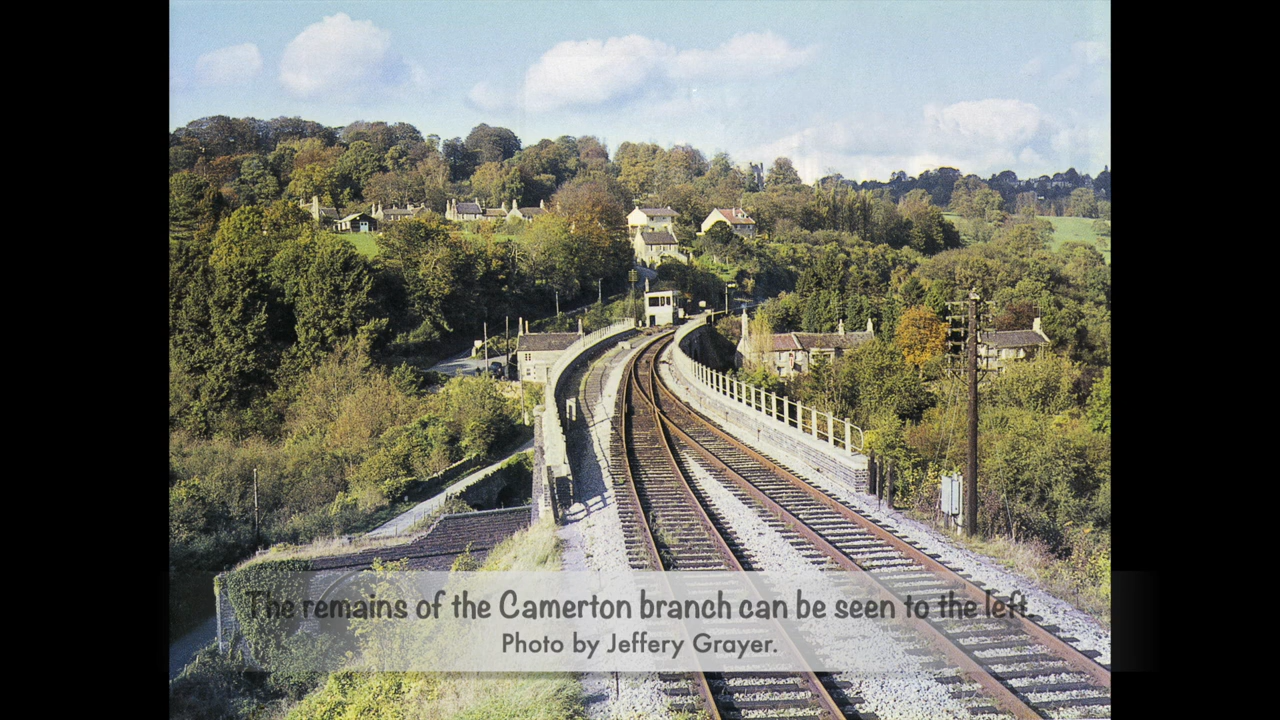 The remains of the Camerton branch can be seen to the left.
Photo by Jeffery Grayer.